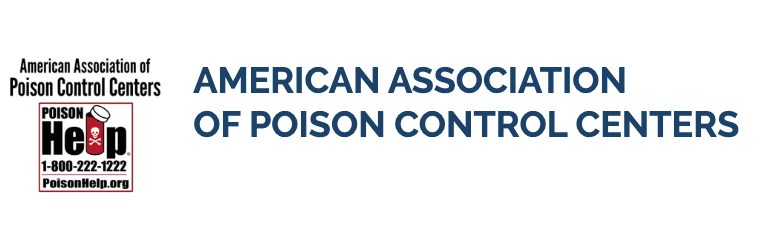 American Association of
Poison Control Centers
POISON
Help
1-800-222-1222
PoisonHelp.org
AMERICAN ASSOCIATION
OF POISON CONTROL CENTERS